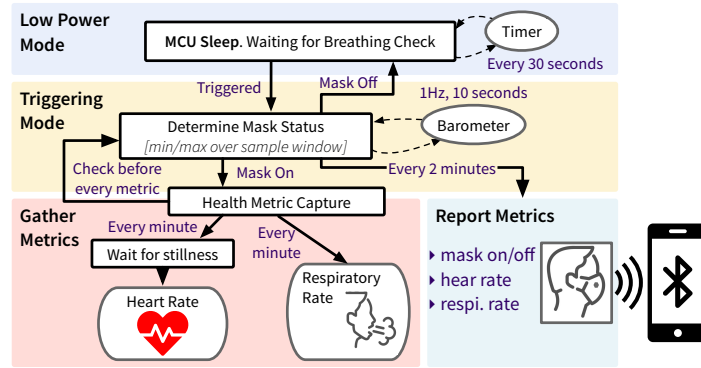 Low Power
Mode
MCU Sleep. Waiting for Breathing Check
Timer
Every 30 seconds
Triggered
Mask Off
Triggering
Mode
1Hz, 10 seconds
Determine Mask Status
[min/max over sample window]
Barometer
Check before
every metric
Mask On
Every 2 minutes
Gather
Metrics
Health Metric Capture
Every minute
Wait for stillness
Every
minute
Heart Rate
Respiratory
Rate
Report Metrics
mask on/off
hear rate
respi. rate